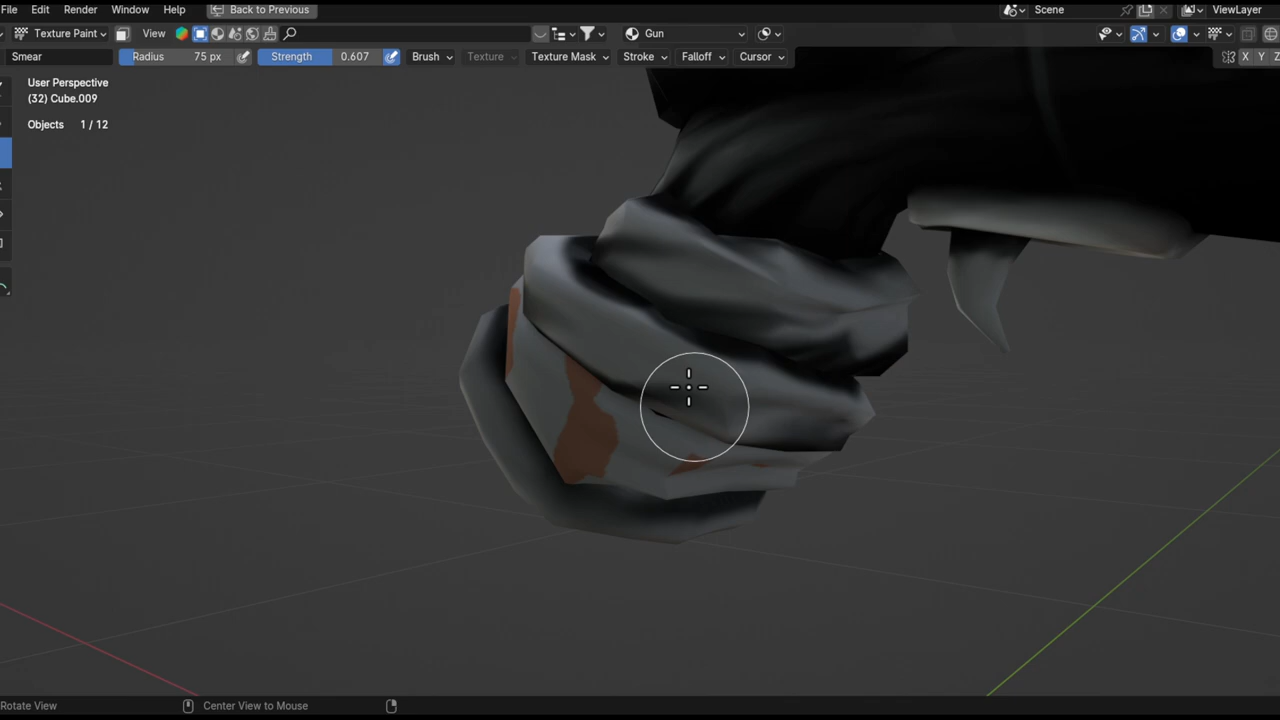 File Edit Render Window Help Back to Previous Scene ViewLayer
Texture Paint View Gun
Smear Radius 75 px Strength 0.607 Brush Texture Texture Mask Stroke Falloff Cursor X Y Z
User Perspective
(32) Cube.009
Objects 1 / 12
Rotate View Center View to Mouse